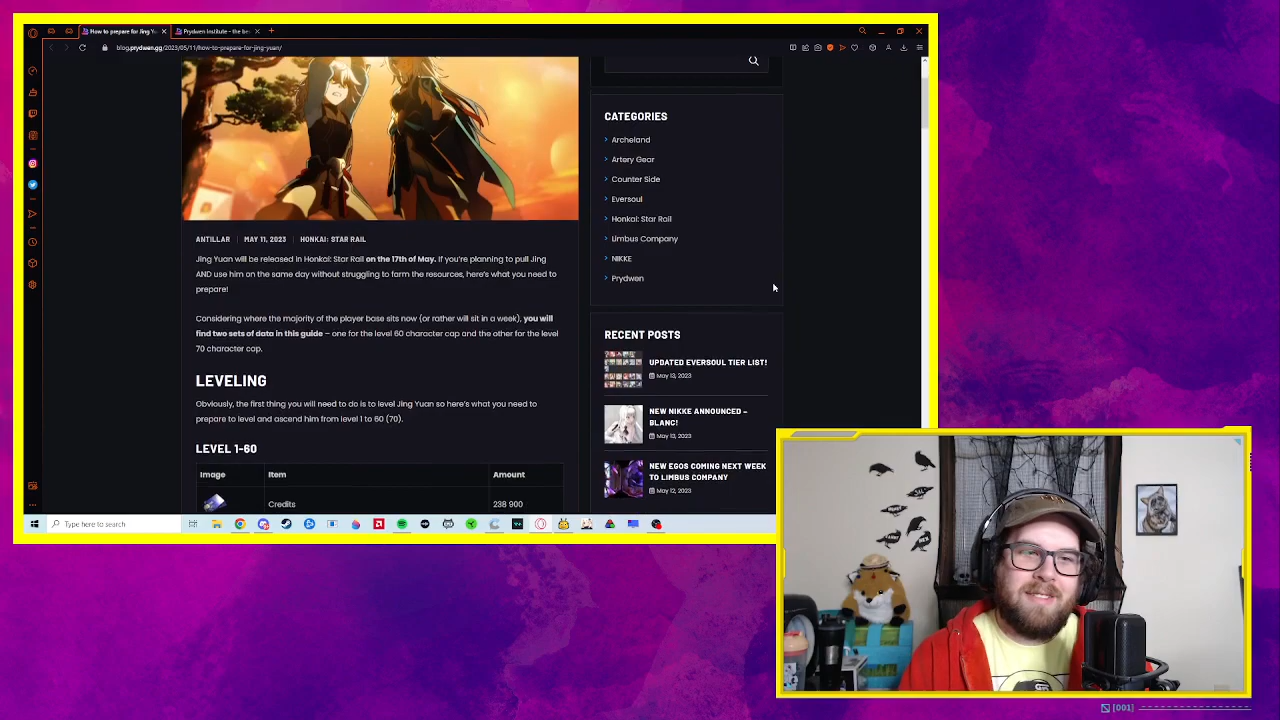 How to prepare for Jing Y
Prydwen Institute - the be
blog.prydwen.gg/2023/05/11/how-to-prepare-for-jing-yuan/
CATEGORIES
Archeland
Artery Gear
Counter Side
Eversoul
Honkai: Star Rail
Limbus Company
NIKKE
Prydwen
ANTILLAR
MAY 11, 2023
HONKAI: STAR RAIL
Jing Yuan will be released in Honkai: Star Rail on the 17th of May. If you're planning to pull Jing
AND use him on the same day without struggling to farm the resources, here's what you need to
prepare!
Considering where the majority of the player base sits now (or rather will sit in a week), you will
find two sets of data in this guide – one for the level 60 character cap and the other for the level
70 character cap.
LEVELING
Obviously, the first thing you will need to do is to level Jing Yuan so here's what you need to
prepare to level and ascend him from level 1 to 60 (70).
LEVEL 1-60
Image Item Amount
Credits 238 900
RECENT POSTS
UPDATED EVERSOUL TIER LIST!
May 13, 2023
NEW NIKKE ANNOUNCED –
BLANC!
May 13, 2023
NEW EGOS COMING NEXT WEEK
TO LIMBUS COMPANY
May 12, 2023
Type here to search
[001]